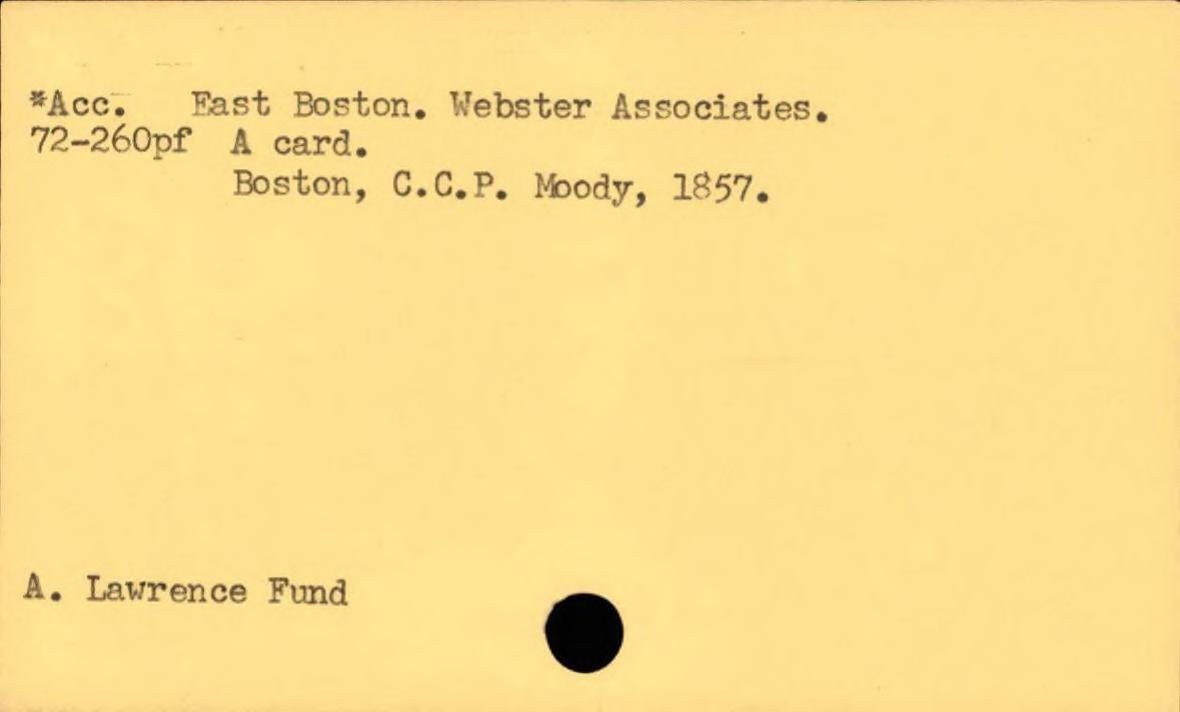 *Acc. East Boston. Webster Associates.
72-260pf A card.
Boston, C.C.P. Moody, 1857.
A. Lawrence Fund